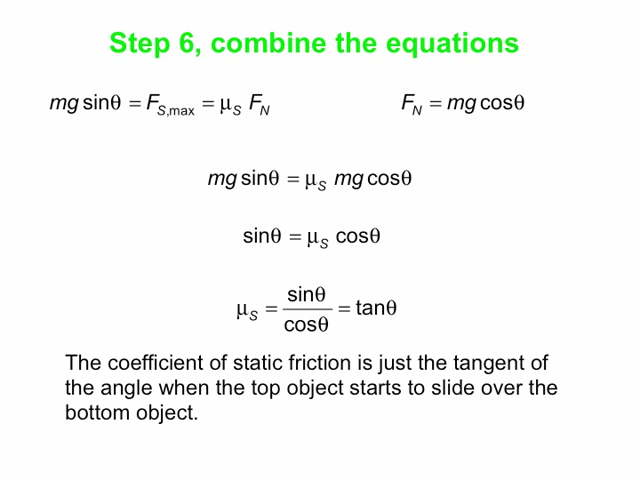 Step 6, combine the equations
mg sinθ = F_S,max = μ_S F_N
F_N = mg cosθ
mg sinθ = μ_S mg cosθ
sinθ = μ_S cosθ
μ_S = sinθ/cosθ = tanθ
The coefficient of static friction is just the tangent of
the angle when the top object starts to slide over the
bottom object.